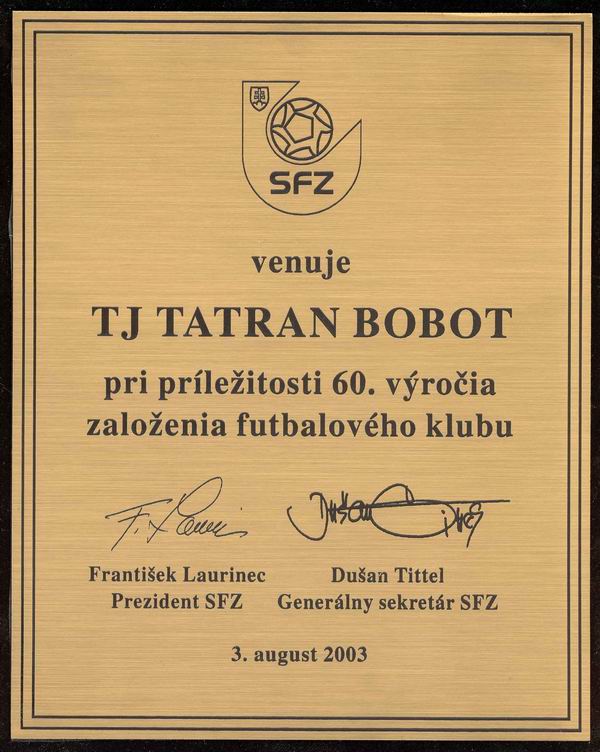 SFZ
venuje
TJ TATRAN BOBOT
pri príležitosti 60. výročia
založenia futbalového klubu
František Laurinec Dušan Tittel
Prezident SFZ Generálny sekretár SFZ
3. august 2003